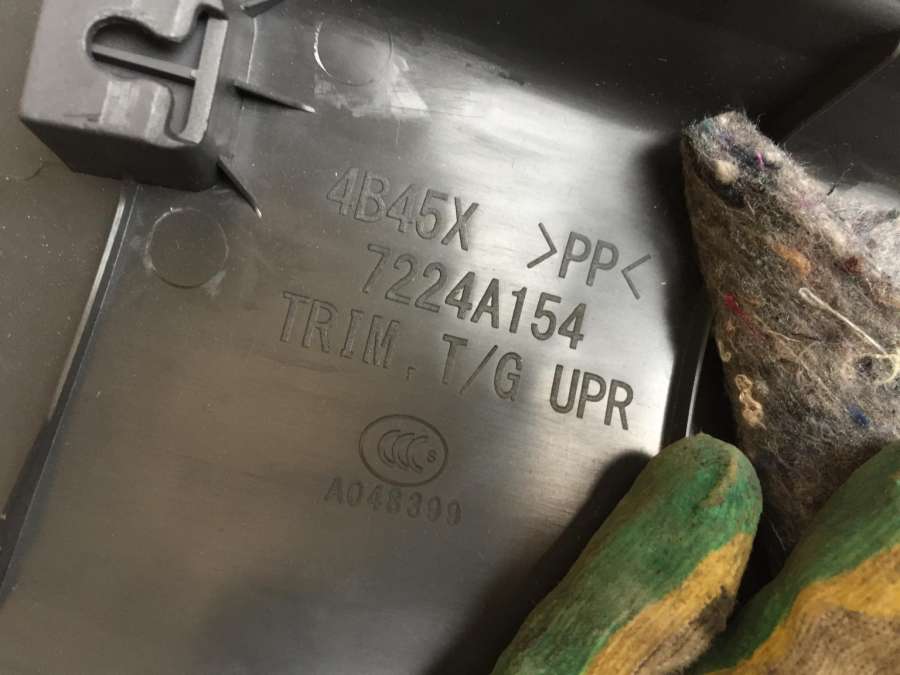 4B45X >PP<
7224A154
TRIM, T/G UPR
CCC S
A048399